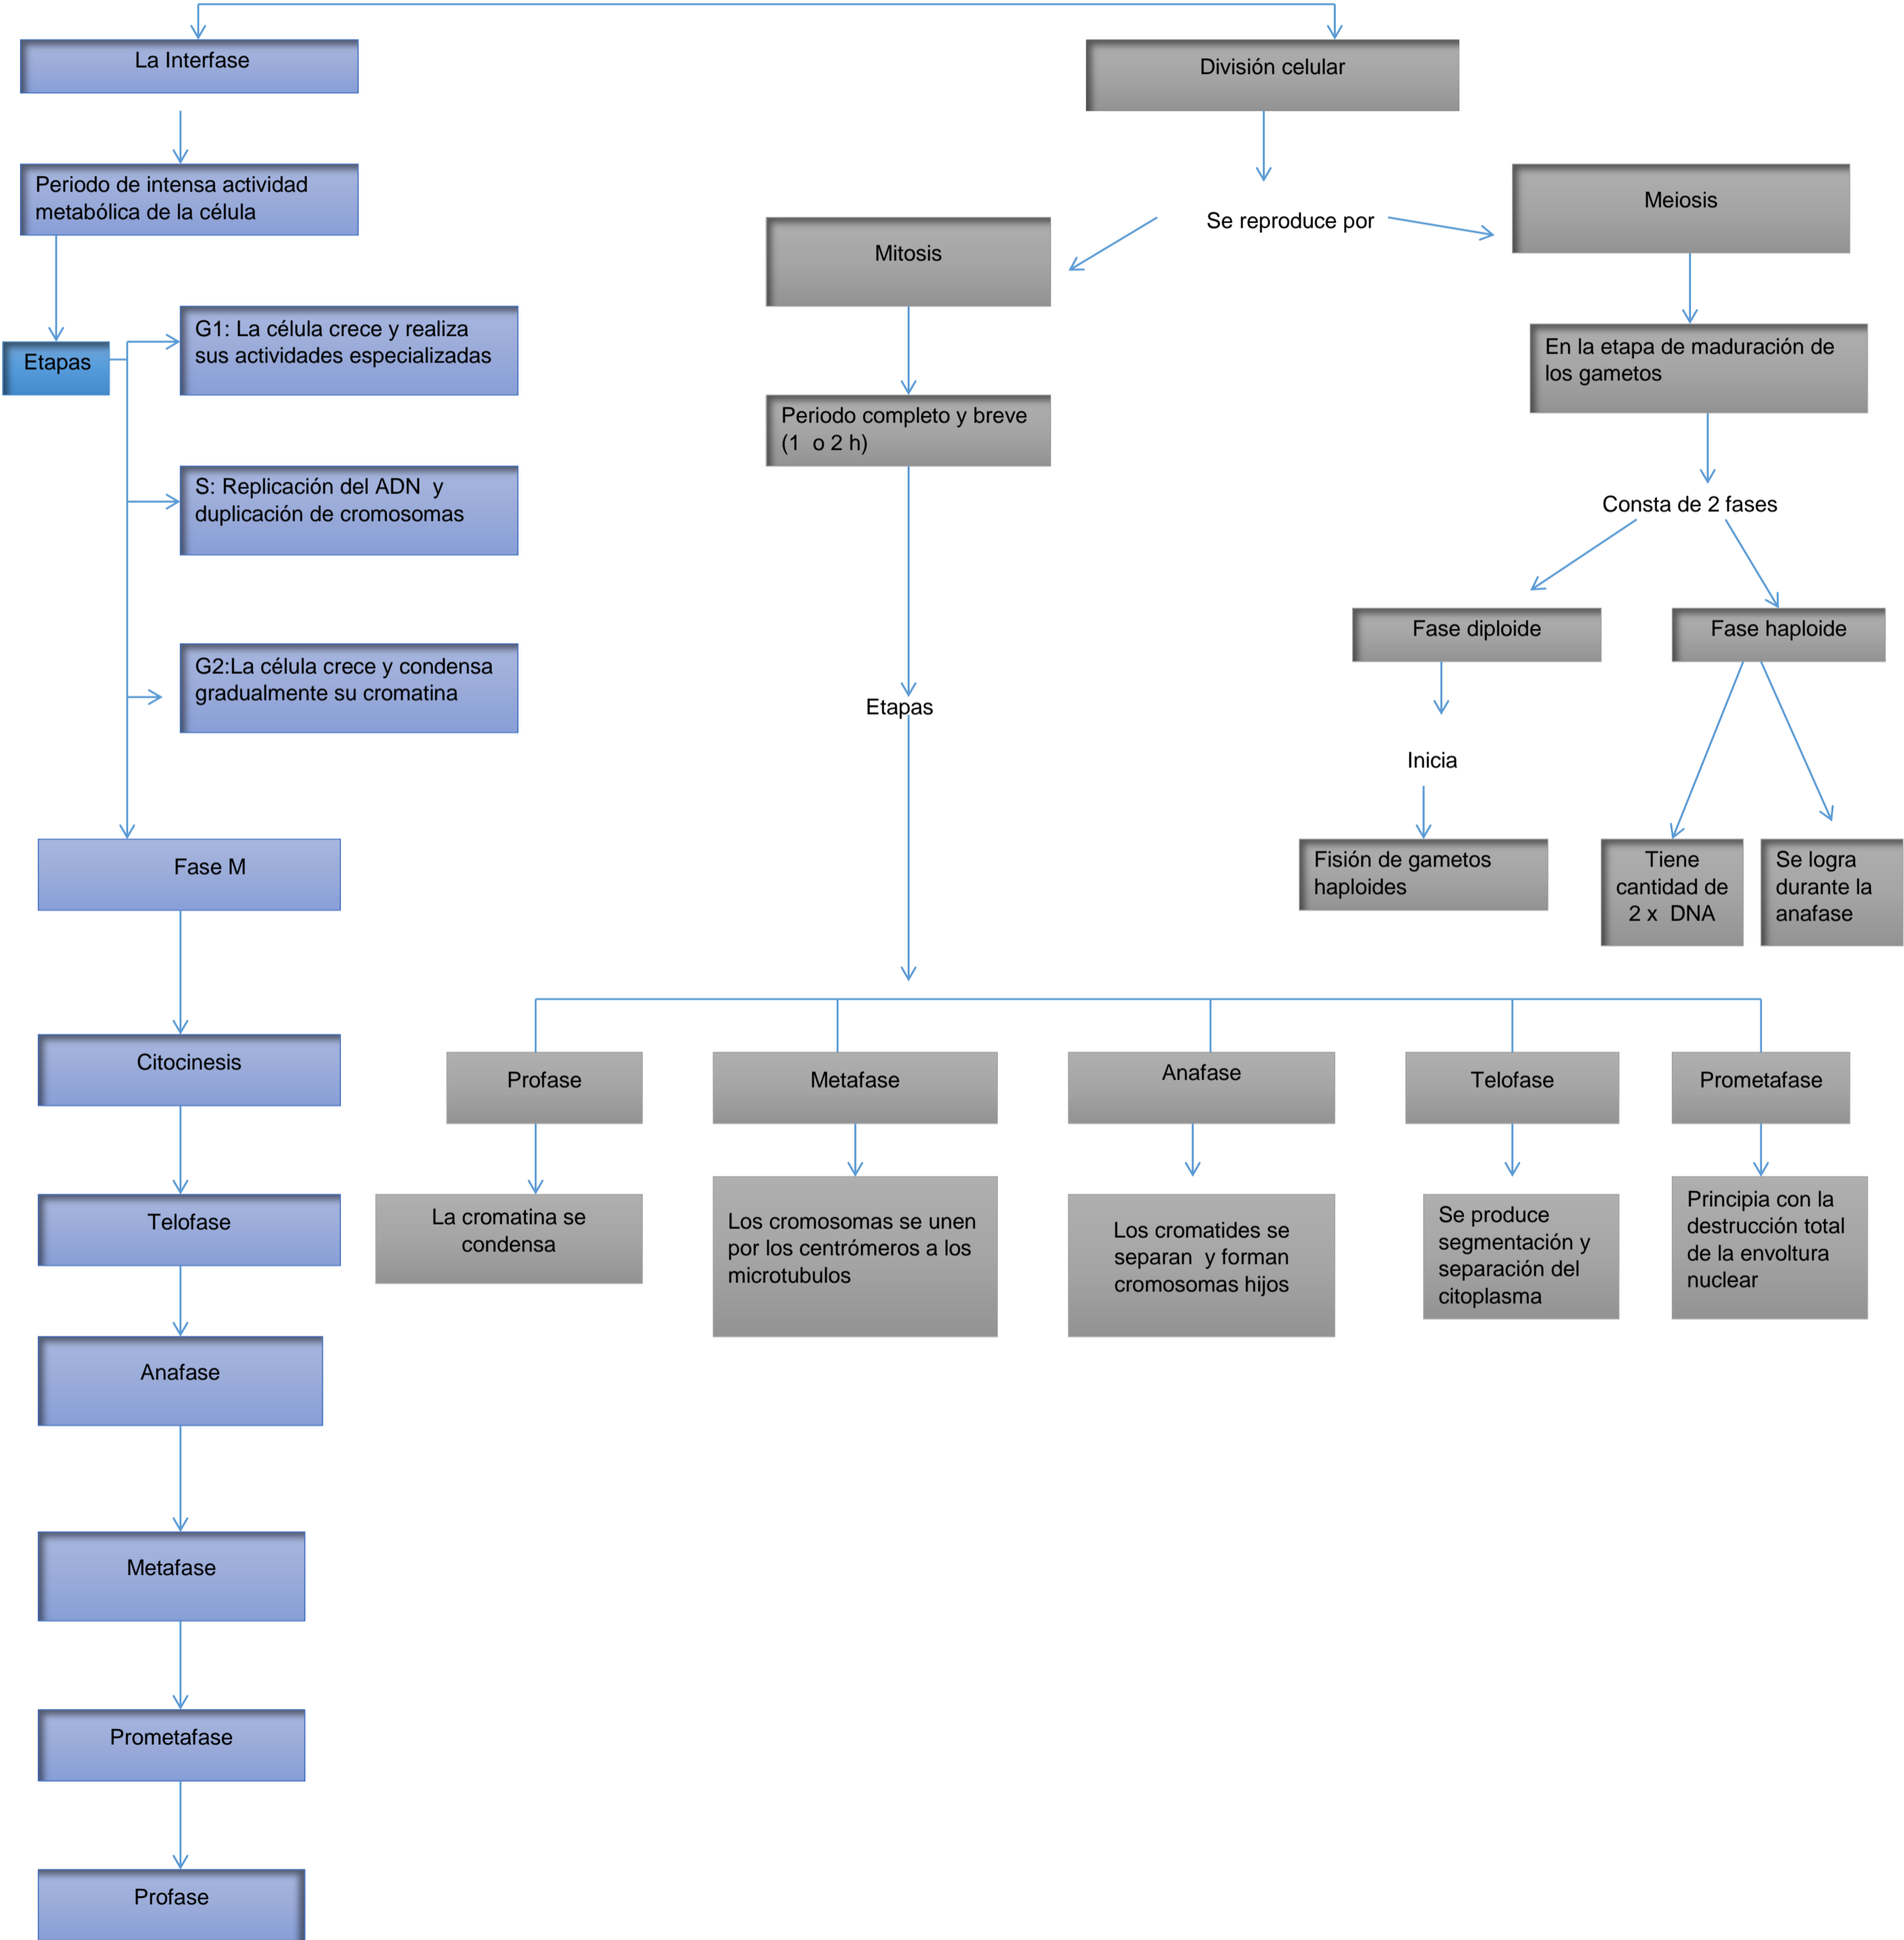 La Interfase
Periodo de intensa actividad
metabólica de la célula
Etapas
G1: La célula crece y realiza
sus actividades especializadas
S: Replicación del ADN y
duplicación de cromosomas
G2:La célula crece y condensa
gradualmente su cromatina
Fase M
Citocinesis
Telofase
Anafase
Metafase
Prometafase
Profase
División celular
Se reproduce por
Mitosis
Periodo completo y breve
(1 o 2 h)
Etapas
Profase
La cromatina se
condensa
Metafase
Los cromosomas se unen
por los centrómeros a los
microtubulos
Anafase
Los cromatides se
separan y forman
cromosomas hijos
Telofase
Se produce
segmentación y
separación del
citoplasma
Prometafase
Principia con la
destrucción total
de la envoltura
nuclear
Meiosis
En la etapa de maduración de
los gametos
Consta de 2 fases
Fase diploide
Inicia
Fisión de gametos
haploides
Fase haploide
Tiene
cantidad de
2 x DNA
Se logra
durante la
anafase